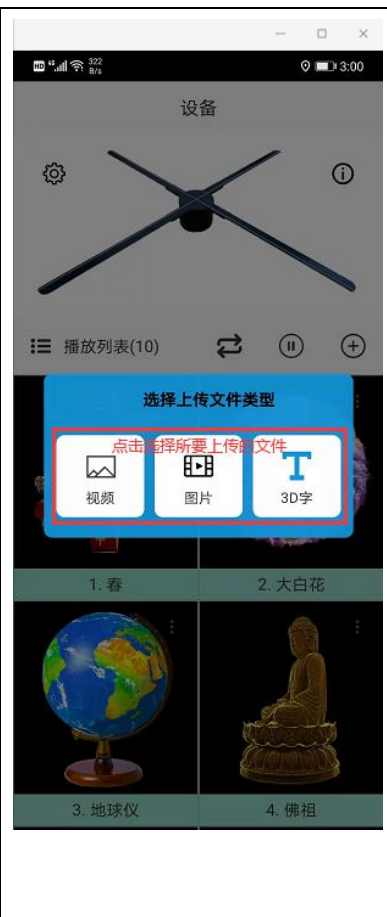 HD 4G 322 B/s 3:00
设备
播放列表(10)
选择上传文件类型
点击选择所要上传的文件
视频 图片 3D字
1. 春 2. 大白花
3. 地球仪 4. 佛祖